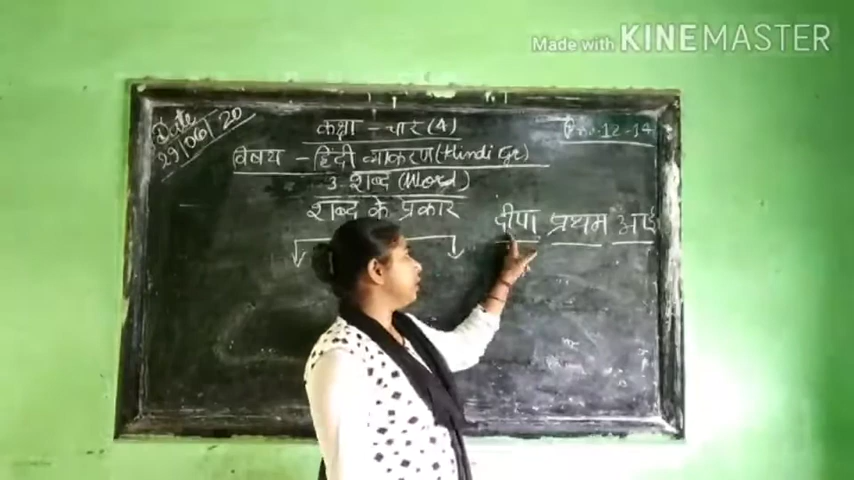 Made with KINEMASTER
Date
29/06/20
कक्षा - चार (4)
विषय - हिंदी व्याकरण (Hindi Gr)
3. शब्द (Word)
शब्द के प्रकार
12-14
दीपा प्रथम आई